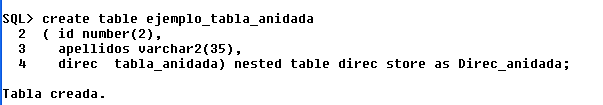 SQL> create table ejemplo_tabla_anidada
2 ( id number(2),
3 apellidos varchar2(35),
4 direc tabla_anidada) nested table direc store as Direc_anidada;
Tabla creada.